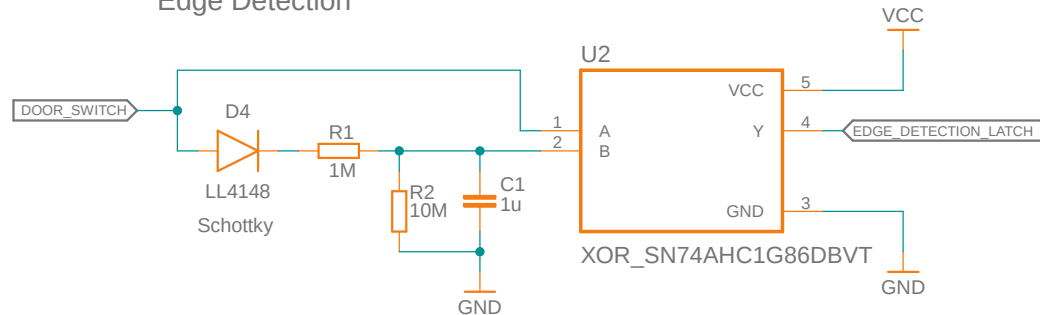 Edge Detection
VCC
U2
DOOR_SWITCH
D4
R1
1M
LL4148
Schottky
R2
10M
C1
1u
GND
1
2
A
B
VCC
Y
GND
5
4
3
EDGE_DETECTION_LATCH
XOR_SN74AHC1G86DBVT
GND